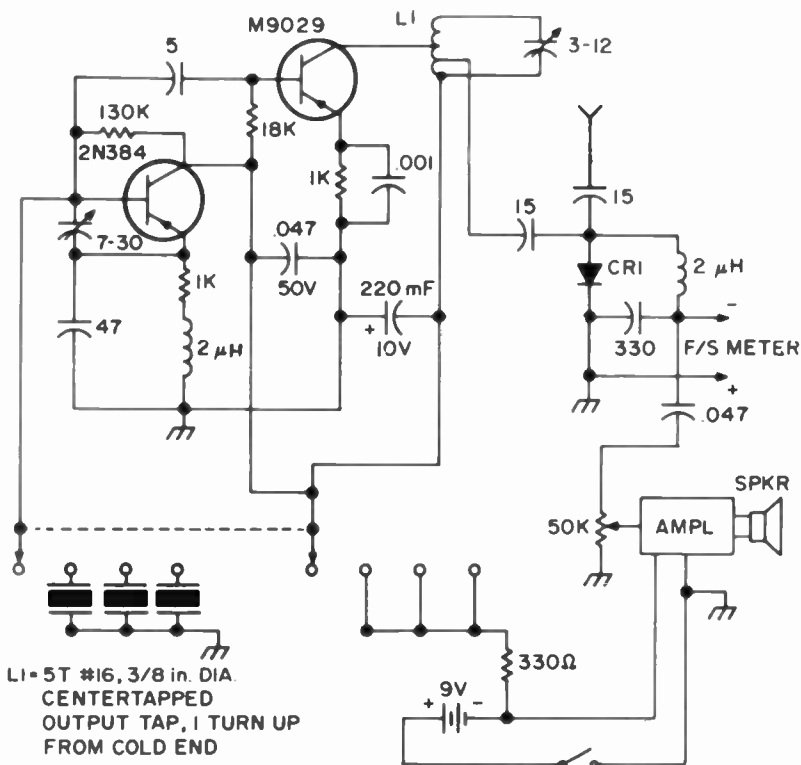 M9029
L1
3-12
5
130K
18K
2N384
1K
.001
15
15
7-30
.047
50V
CR1
2 µH
1K
220 mF
+
10V
-
47
2 µH
330
F/S METER
+
.047
SPKR
50K
AMPL
330Ω
+ 9V -
L1= 5T #16, 3/8 in. DIA.
CENTERTAPPED
OUTPUT TAP, 1 TURN UP
FROM COLD END